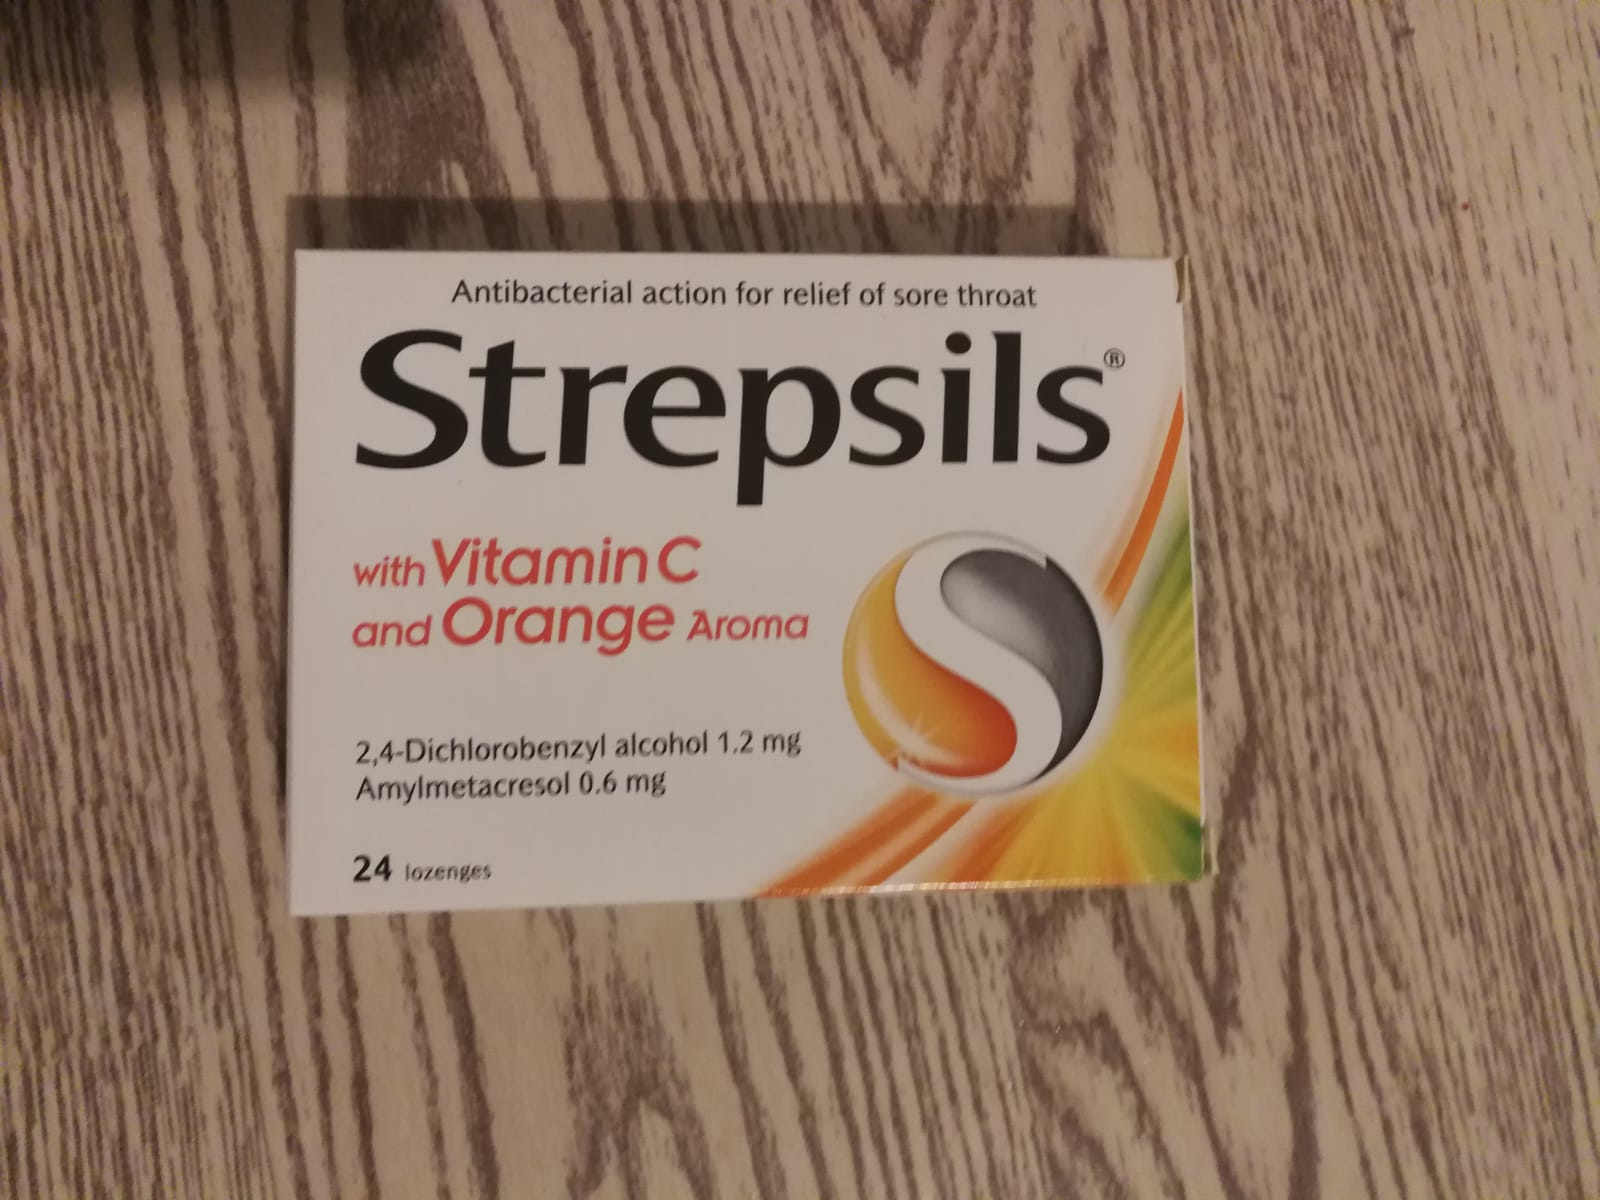 Antibacterial action for relief of sore throat
Strepsils®
with Vitamin C
and Orange Aroma
2,4-Dichlorobenzyl alcohol 1.2 mg
Amylmetacresol 0.6 mg
24 lozenges